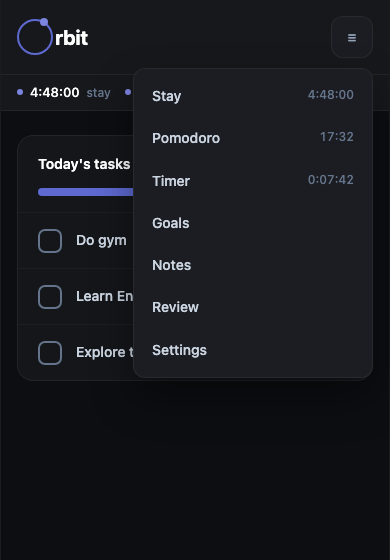 Orbit
4:48:00 stay
Stay 4:48:00
Pomodoro 17:32
Timer 0:07:42
Goals
Notes
Review
Settings
Today's tasks
Do gym
Learn En
Explore t